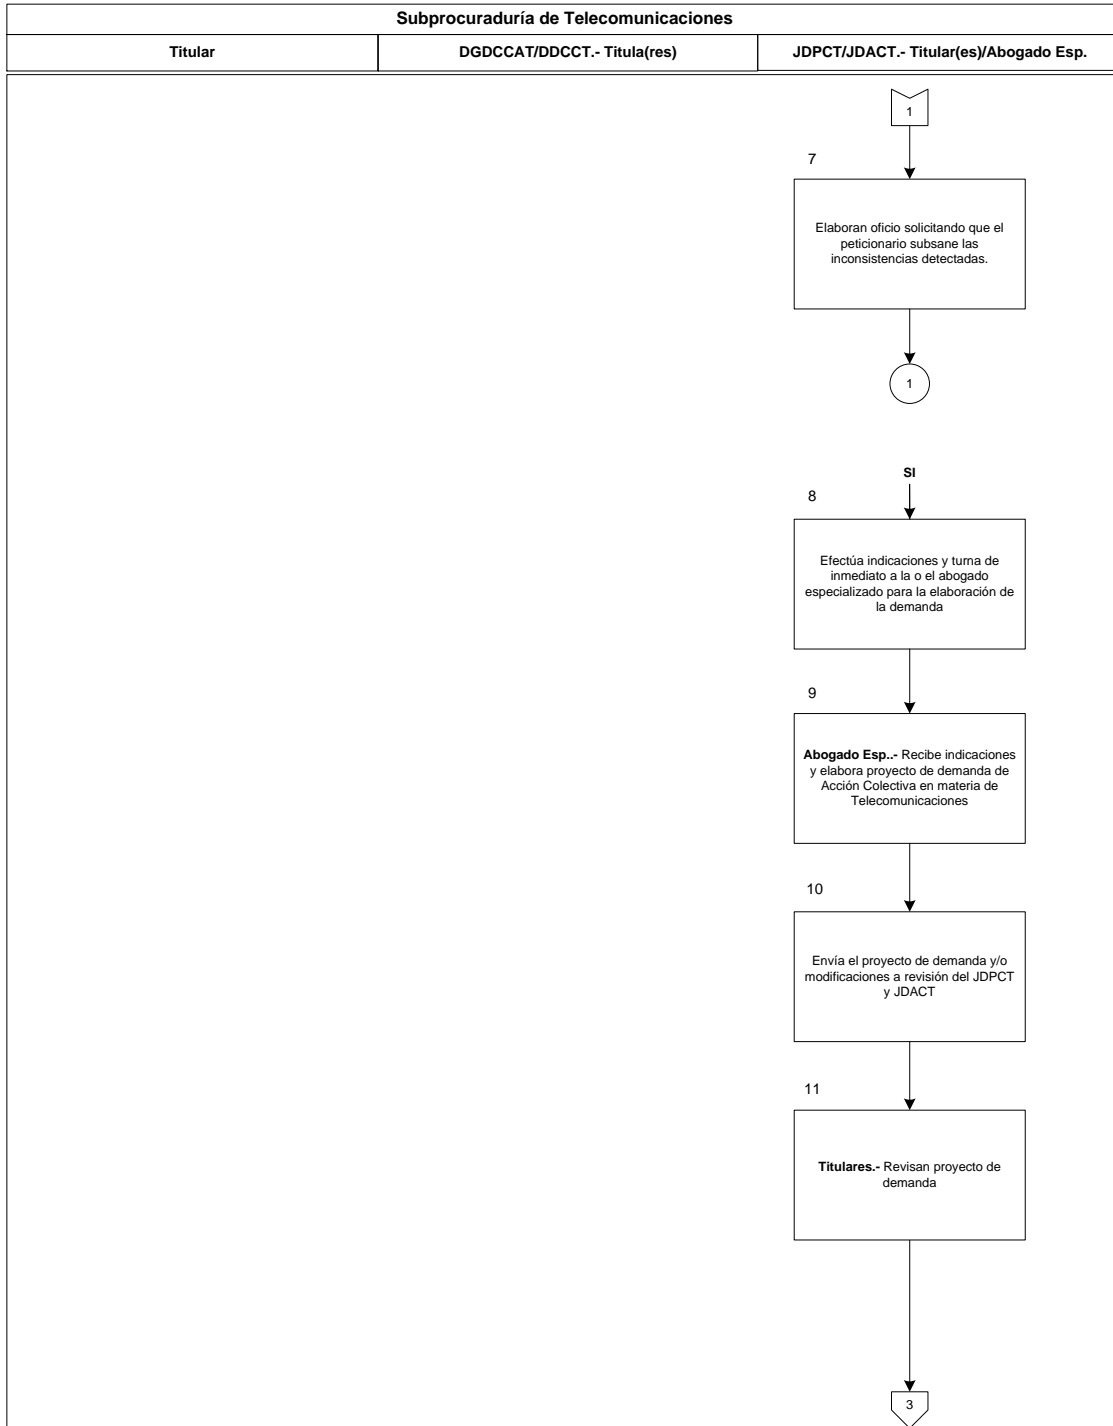 Subprocuraduría de Telecomunicaciones
Titular
DGDCCAT/DDCCT.- Titula(res)
JDPCT/JDACT.- Titular(es)/Abogado Esp.
1
7
Elaboran oficio solicitando que el
peticionario subsane las
inconsistencias detectadas.
1
SI
8
Efectúa indicaciones y turna de
inmediato a la o el abogado
especializado para la elaboración de
la demanda
9
Abogado Esp..- Recibe indicaciones
y elabora proyecto de demanda de
Acción Colectiva en materia de
Telecomunicaciones
10
Envía el proyecto de demanda y/o
modificaciones a revisión del JDPCT
y JDACT
11
Titulares.- Revisan proyecto de
demanda
3